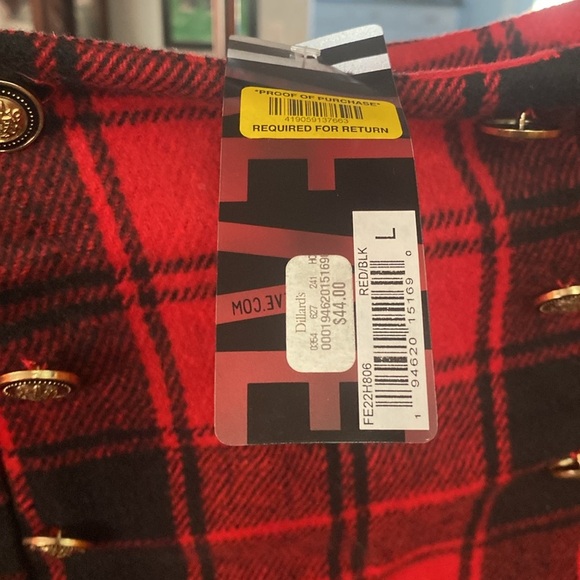 "PROOF OF PURCHASE"
419059137663
REQUIRED FOR RETURN
EVE
VE.COM
Dillard's
0354 627 241
000194620151690
$44.00
RED/BLK L
FE22H806
1 94620 15169 0